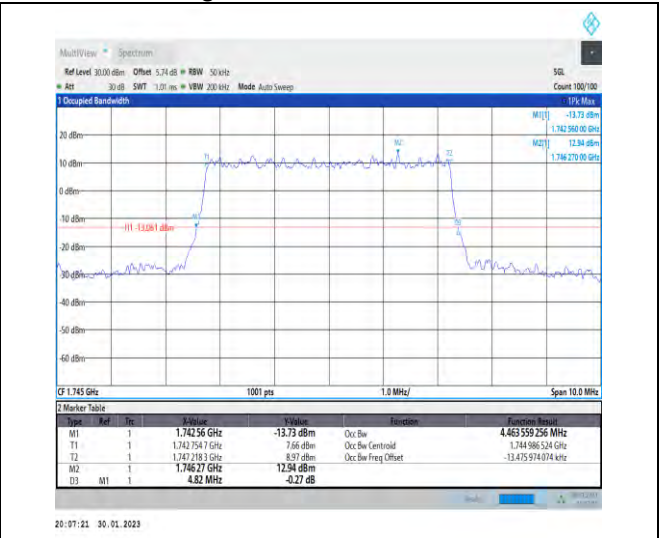 MultiView Spectrum
Ref Level 30.00 dBm Offset 5.74 dB RBW 50 kHz SGL
Att 30 dB SWT 1.01 ms VBW 200 kHz Mode Auto Sweep Count 100/100
1 Occupied Bandwidth 1Pk Max
M1[1] -13.73 dBm
1.742 560 00 GHz
20 dBm
M2[1] 12.94 dBm
1.746 270 00 GHz
M2
T1 T2
10 dBm
0 dBm
-10 dBm
M1 D3
H1 -13.061 dBm
-20 dBm
-30 dBm
-40 dBm
-50 dBm
-60 dBm
CF 1.745 GHz 1001 pts 1.0 MHz/ Span 10.0 MHz
2 Marker Table
Type Ref Trc X-Value Y-Value Function Function Result
M1 1 1.742 56 GHz -13.73 dBm Occ Bw 4.463 559 256 MHz
T1 1 1.742 754 7 GHz 7.66 dBm Occ Bw Centroid 1.744 986 524 GHz
T2 1 1.747 218 3 GHz 8.97 dBm Occ Bw Freq Offset -13.475 974 074 kHz
M2 1 1.746 27 GHz 12.94 dBm
D3 M1 1 4.82 MHz -0.27 dB
20:07:21 30.01.2023